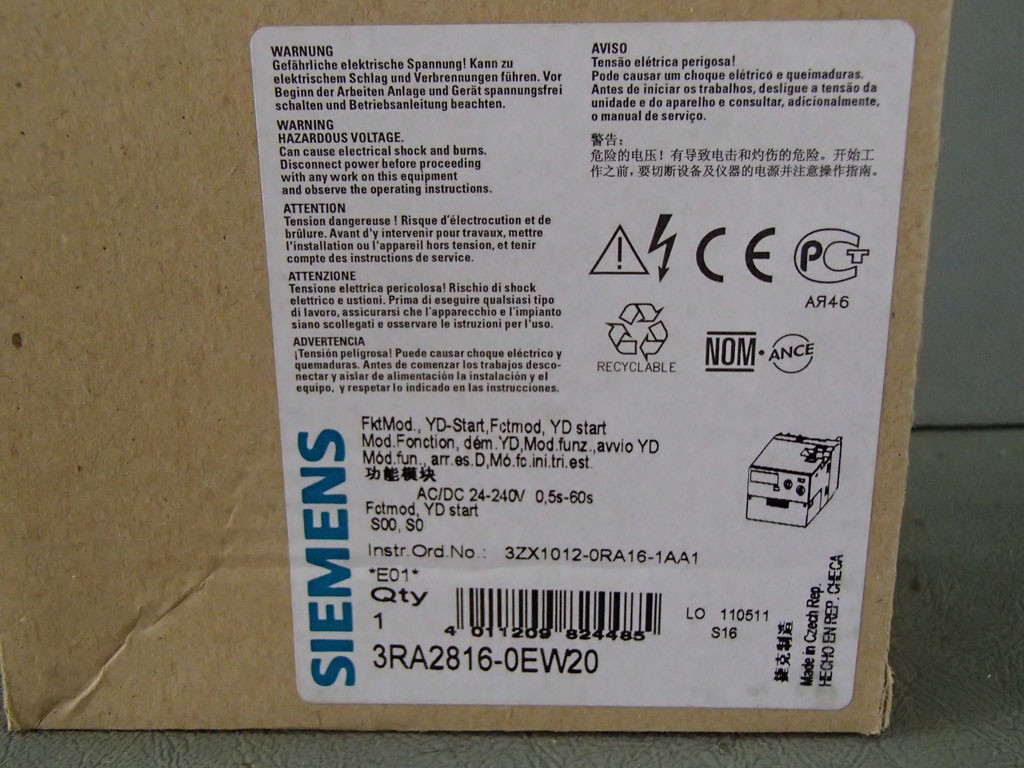 WARNUNG
Gefährliche elektrische Spannung! Kann zu
elektrischem Schlag und Verbrennungen führen. Vor
Beginn der Arbeiten Anlage und Gerät spannungsfrei
schalten und Betriebsanleitung beachten.
WARNING
HAZARDOUS VOLTAGE.
Can cause electrical shock and burns.
Disconnect power before proceeding
with any work on this equipment
and observe the operating instructions.
ATTENTION
Tension dangereuse ! Risque d'électrocution et de
brûlure. Avant d'y intervenir pour travaux, mettre
l'installation ou l'appareil hors tension, et tenir
compte des instructions de service.
ATTENZIONE
Tensione elettrica pericolosa! Rischio di shock
elettrico e ustioni. Prima di eseguire qualsiasi tipo
di lavoro, assicurarsi che l'apparecchio e l'impianto
siano scollegati e osservare le istruzioni per l'uso.
ADVERTENCIA
¡Tensión peligrosa! Puede causar choque eléctrico y
quemaduras. Antes de comenzar los trabajos desco-
nectar y aislar de alimentación la instalación y el
equipo, y respetar lo indicado en las instrucciones.
AVISO
Tensão elétrica perigosa!
Pode causar um choque elétrico e queimaduras.
Antes de iniciar os trabalhos, desligue a tensão da
unidade e do aparelho e consultar, adicionalmente,
o manual de serviço.
警告:
危险的电压! 有导致电击和灼伤的危险。开始工
作之前, 要切断设备及仪器的电源并注意操作指南。
CE
PCT
АЯ46
RECYCLABLE
NOM·ANCE
SIEMENS
FktMod., YD-Start,Fctmod, YD start
Mod.Fonction, dém.YD,Mod.funz.,avvio YD
Mód.fun., arr.es.D,Mó.fc.ini.tri.est.
功能模块
AC/DC 24-240V 0,5s-60s
Fctmod, YD start
S00, S0
Instr.Ord.No.: 3ZX1012-0RA16-1AA1
*E01*
Qty
1
4 011209 824485
3RA2816-0EW20
LO 110511
S16
捷克制造
Made in Czech Rep.
HECHO EN REP. CHECA